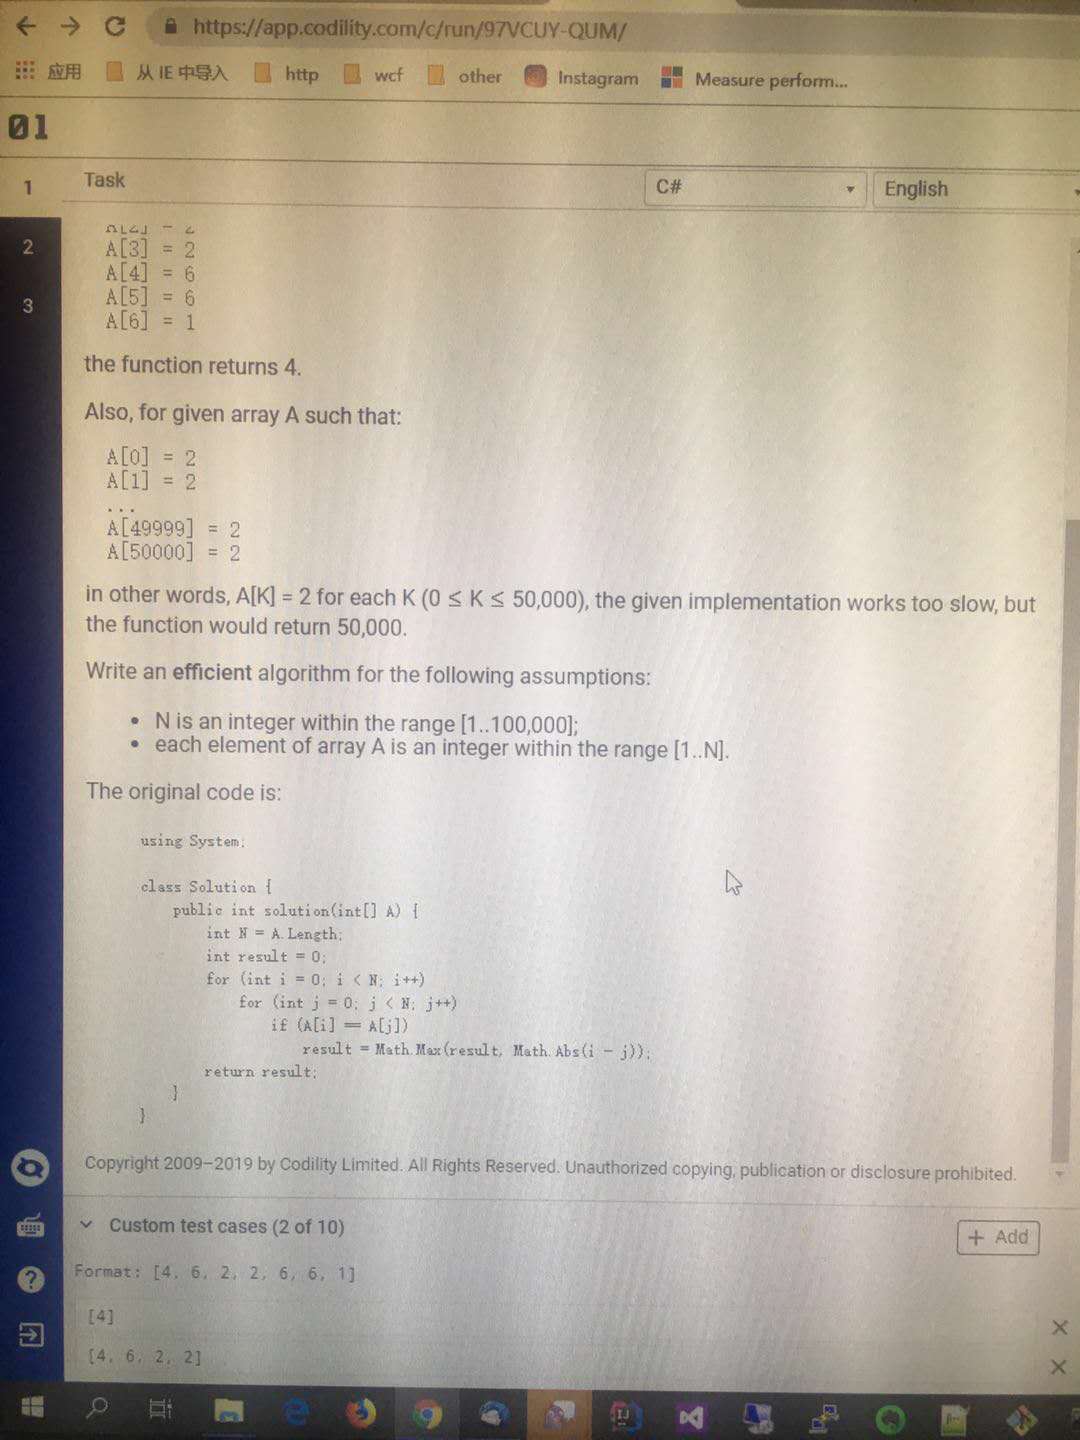 https://app.codility.com/c/run/97VCUY-QUM/
应用 从 IE 中导入 http wcf other Instagram Measure perform...
01
1 Task C# English
2
3
A[2] = 2
A[3] = 2
A[4] = 6
A[5] = 6
A[6] = 1
the function returns 4.
Also, for given array A such that:
A[0] = 2
A[1] = 2
...
A[49999] = 2
A[50000] = 2
in other words, A[K] = 2 for each K (0 ≤ K ≤ 50,000), the given implementation works too slow, but
the function would return 50,000.
Write an efficient algorithm for the following assumptions:
• N is an integer within the range [1..100,000];
• each element of array A is an integer within the range [1..N].
The original code is:
using System;
class Solution {
public int solution(int[] A) {
int N = A.Length;
int result = 0;
for (int i = 0; i < N; i++)
for (int j = 0; j < N; j++)
if (A[i] == A[j])
result = Math.Max(result, Math.Abs(i - j));
return result;
}
}
Copyright 2009–2019 by Codility Limited. All Rights Reserved. Unauthorized copying, publication or disclosure prohibited.
Custom test cases (2 of 10)
+ Add
Format: [4, 6, 2, 2, 6, 6, 1]
[4]
[4, 6, 2, 2]